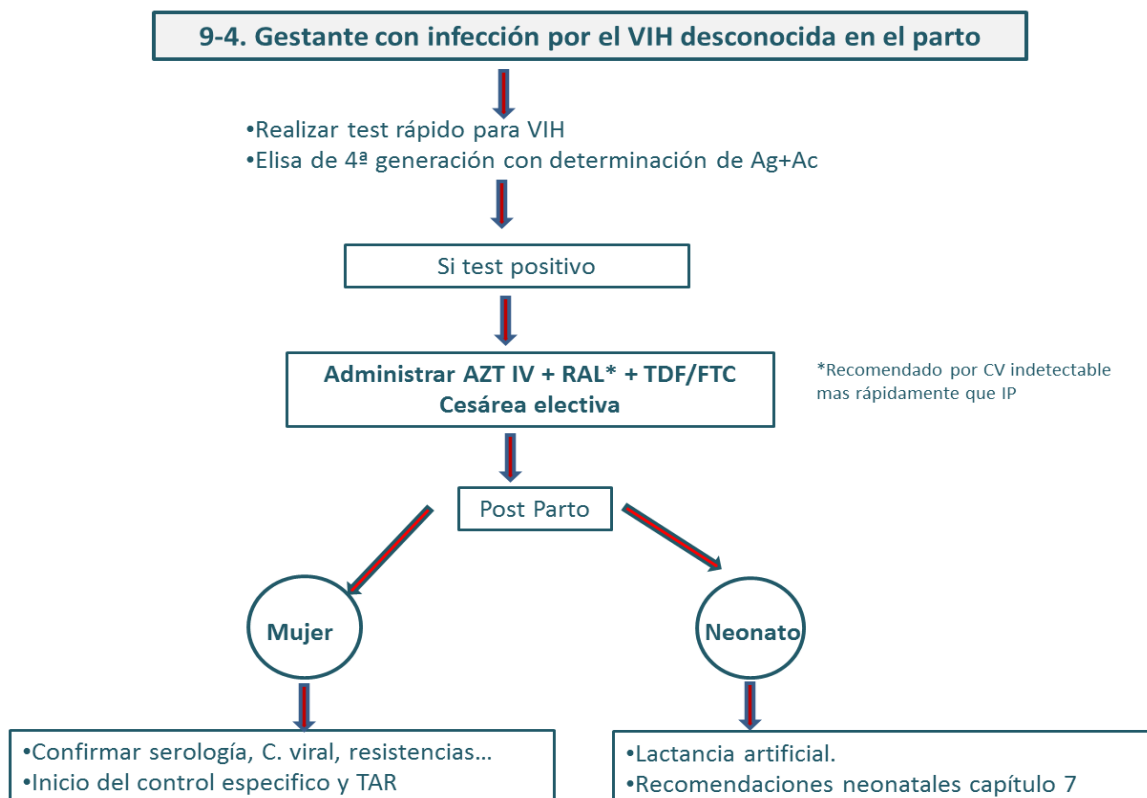 9-4. Gestante con infección por el VIH desconocida en el parto
•Realizar test rápido para VIH
•Elisa de 4ª generación con determinación de Ag+Ac
Si test positivo
Administrar AZT IV + RAL* + TDF/FTC
Cesárea electiva
*Recomendado por CV indetectable
mas rápidamente que IP
Post Parto
Mujer
Neonato
•Confirmar serología, C. viral, resistencias...
•Inicio del control especifico y TAR
•Lactancia artificial.
•Recomendaciones neonatales capítulo 7